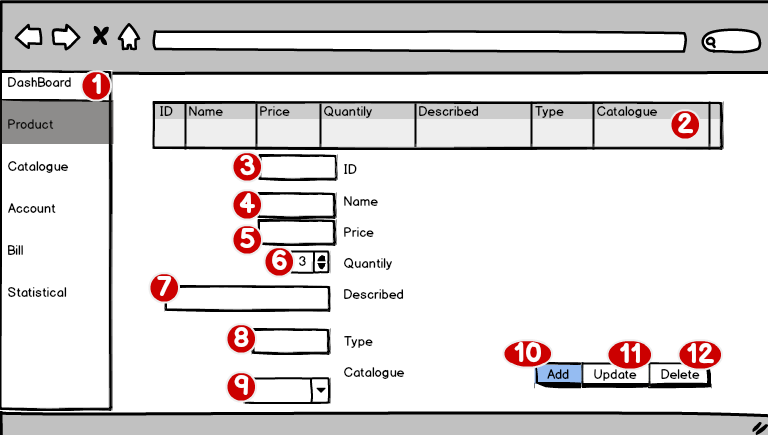 DashBoard 1
Product
Catalogue
Account
Bill
Statistical
ID Name Price Quantily Described Type Catalogue 2
3 ID
4 Name
5 Price
6 3 Quantily
7 Described
8 Type
9 Catalogue
10 11 12
Add Update Delete